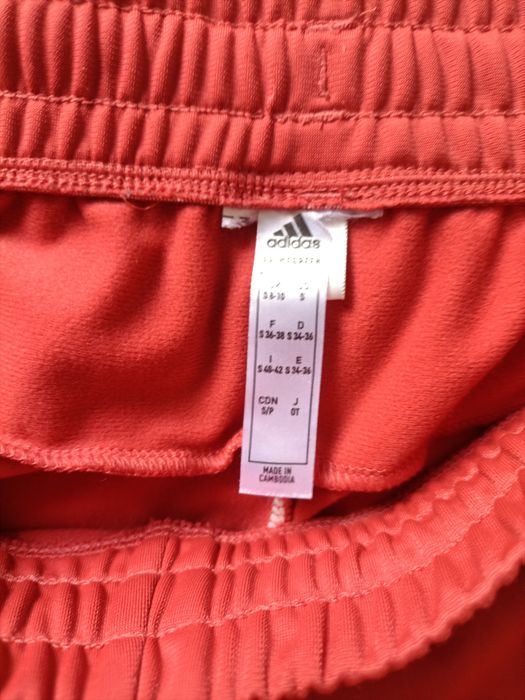 adidas
S 8-10 S
F D
S 36-38 S 34-36
I E
S 40-42 S 34-36
CDN J
S/P OT
MADE IN
CAMBODIA